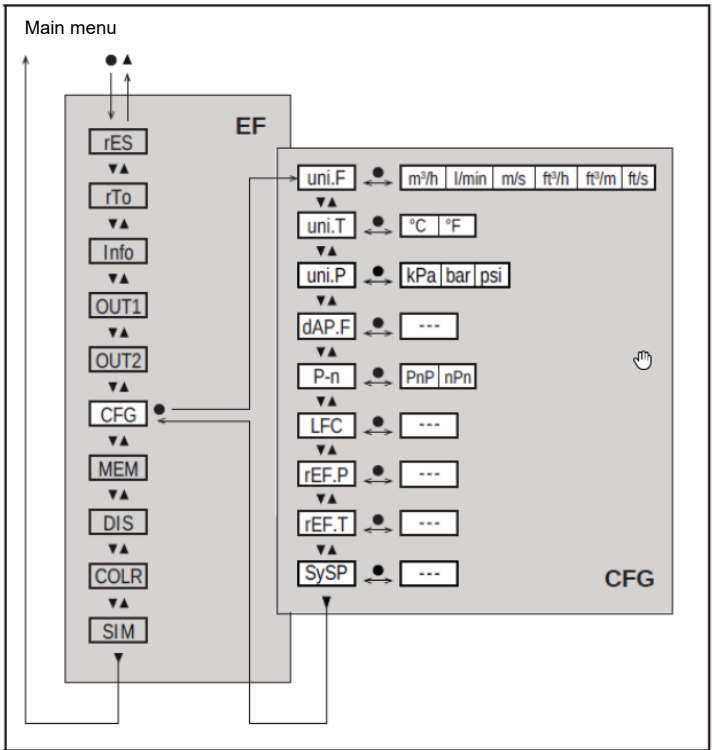 Main menu
EF
rES
rTo
Info
OUT1
OUT2
CFG
MEM
DIS
COLR
SIM
uni.F m³/h l/min m/s ft³/h ft³/m ft/s
uni.T °C °F
uni.P kPa bar psi
dAP.F ---
P-n PnP nPn
LFC ---
rEF.P ---
rEF.T ---
SySP ---
CFG